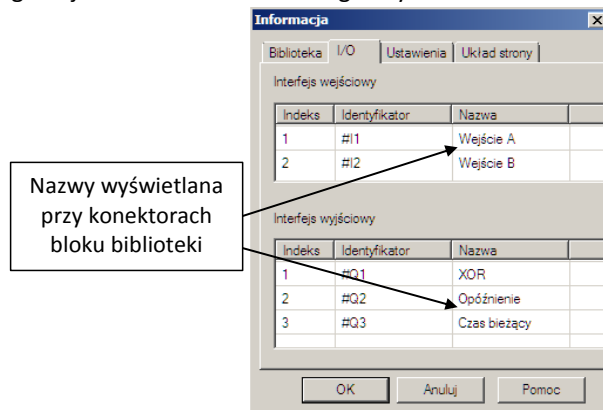 Informacja
Biblioteka I/O Ustawienia Układ strony
Interfejs wejściowy
Indeks Identyfikator Nazwa
1 #I1 Wejście A
2 #I2 Wejście B
Nazwy wyświetlana
przy konektorach
bloku biblioteki
Interfejs wyjściowy
Indeks Identyfikator Nazwa
1 #Q1 XOR
2 #Q2 Opóźnienie
3 #Q3 Czas bieżący
OK Anuluj Pomoc